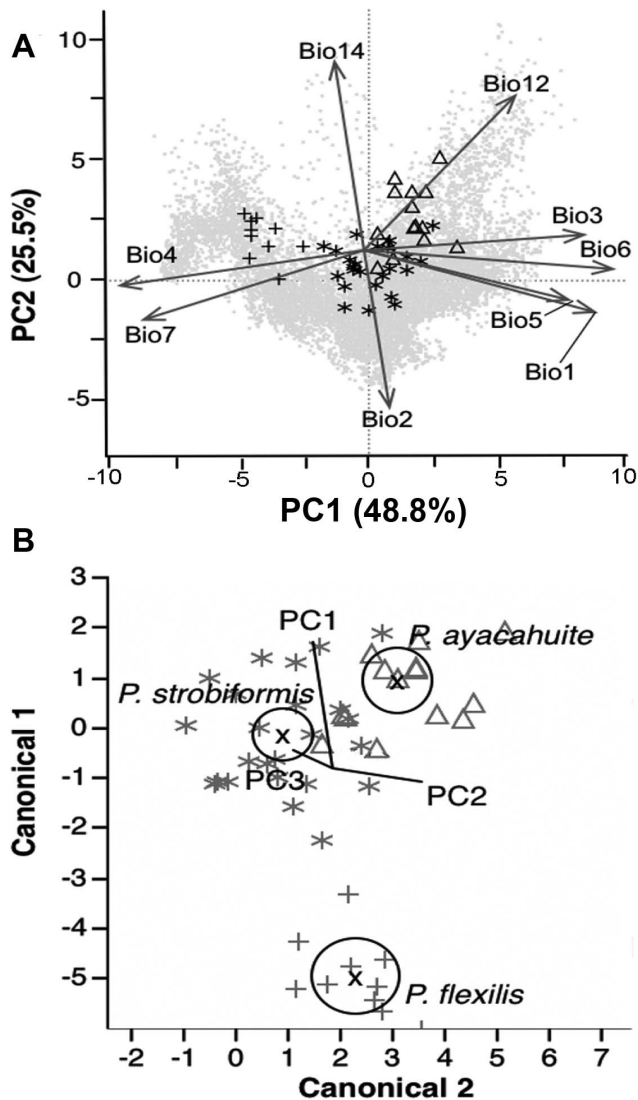 A
10
5
0
-5
PC2 (25.5%)
Bio14
Bio12
Bio3
Bio6
Bio4
Bio7
Bio5
Bio1
Bio2
-10
-5
0
5
10
PC1 (48.8%)
B
3
2
1
0
-1
-2
-3
-4
-5
Canonical 1
PC1
P. ayacahuite
P. strobiformis
x
x
PC3
PC2
x
P. flexilis
-2 -1 0 1 2 3 4 5 6 7
Canonical 2